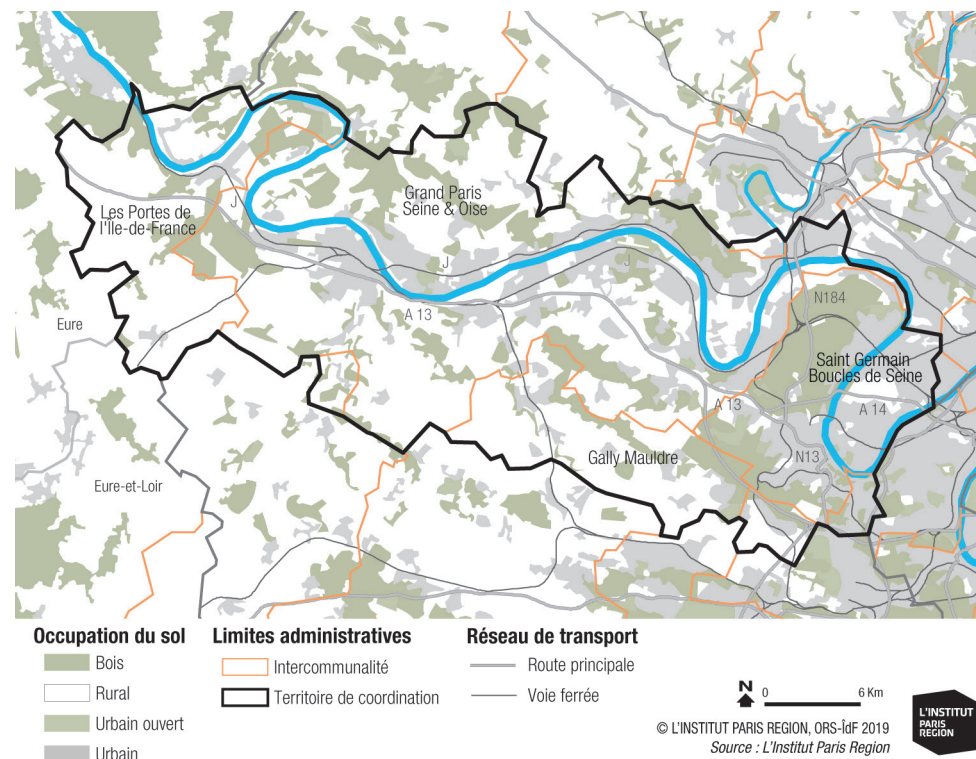 Grand Paris
Seine & Oise
Les Portes de
l'Île-de-France
J
J
J
A 13
Eure
N184
Saint Germain
Boucles de Seine
A 13
A 14
N13
Gally Mauldre
Eure-et-Loir
Occupation du sol
Bois
Rural
Urbain ouvert
Urbain
Limites administratives
Intercommunalité
Territoire de coordination
Réseau de transport
Route principale
Voie ferrée
N
0 6 Km
© L'INSTITUT PARIS REGION, ORS-ÎdF 2019
Source : L'Institut Paris Region
L'INSTITUT
PARIS
REGION